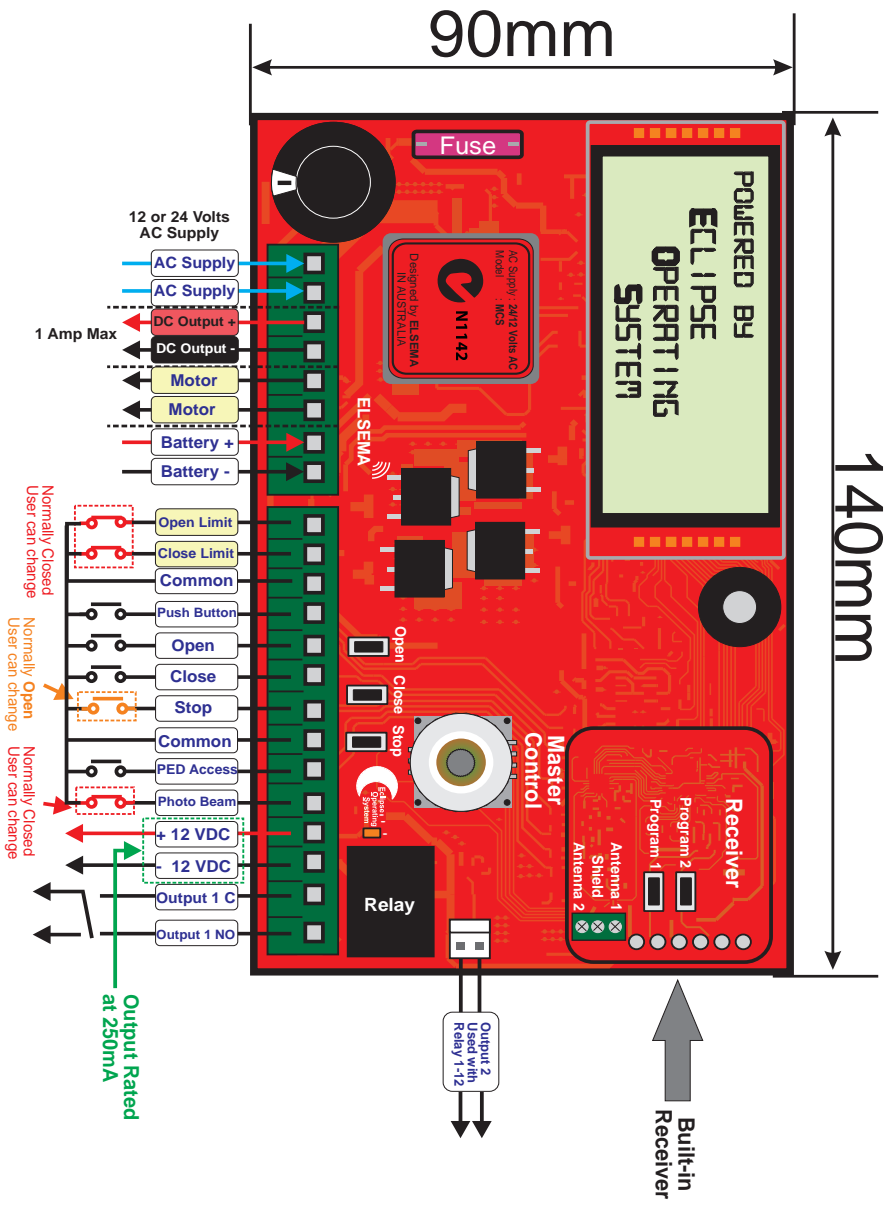 90mm
140mm
Fuse
POWERED BY
ECLIPSE
OPERATING
SYSTEM
AC Supply : 24/12 Volts AC
Model : MCS
N1142
Designed by ELSEMA
IN AUSTRALIA
ELSEMA
12 or 24 Volts
AC Supply
AC Supply
AC Supply
1 Amp Max
DC Output +
DC Output -
Motor
Motor
Battery +
Battery -
Normally Closed
User can change
Open Limit
Close Limit
Common
Push Button
Open
Close
Normally Open
User can change
Stop
Common
PED Access
Normally Closed
User can change
Photo Beam
+ 12 VDC
- 12 VDC
Output Rated
at 250mA
Output 1 C
Output 1 NO
Open
Close
Stop
Master
Control
Eclipse
Operating
System
Relay
Receiver
Program 2
Program 1
Antenna 1
Shield
Antenna 2
Output 2
Used with
Relay 1-12
Built-in
Receiver